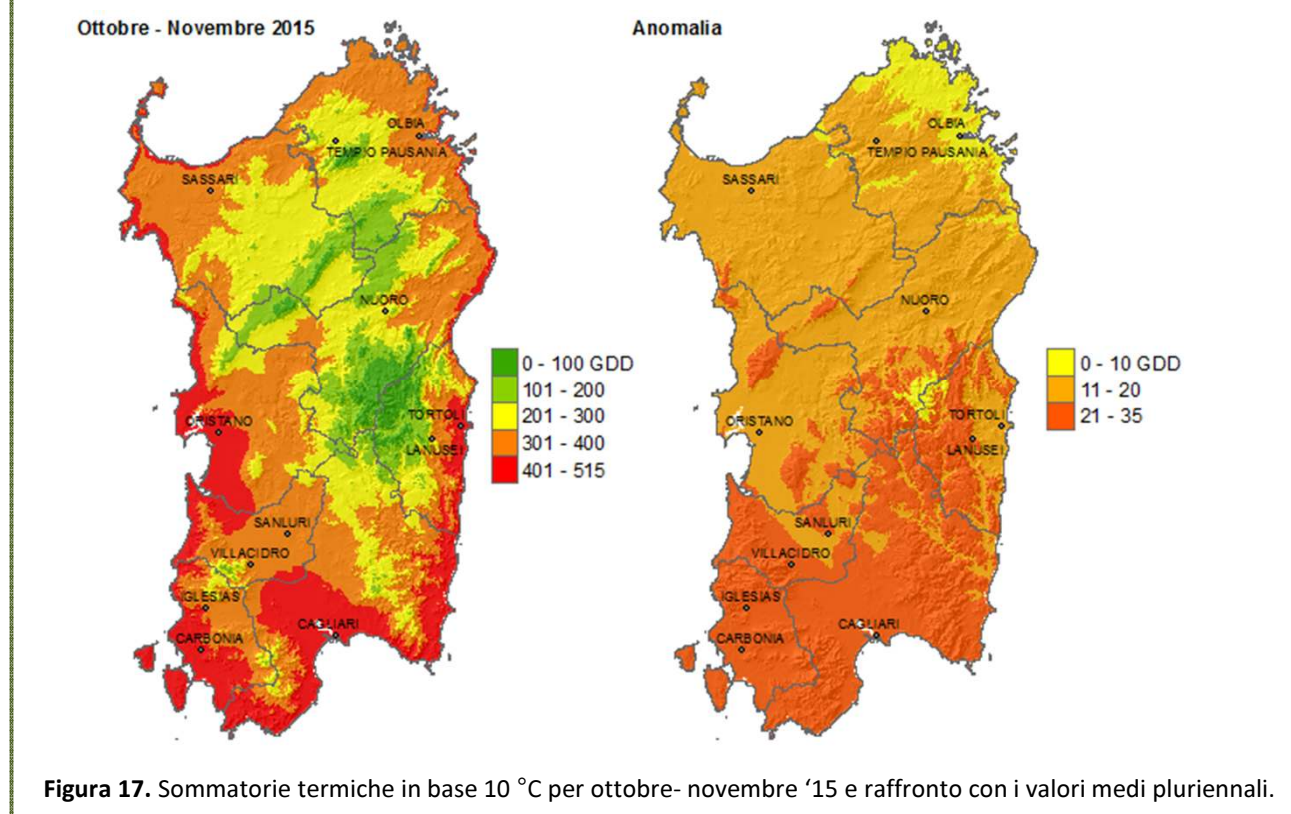 Ottobre - Novembre 2015
OLBIA
TEMPIO PAUSANIA
SASSARI
NUORO
ORISTANO
TORTOLI
LANUSEI
SANLURI
VILLACIDRO
IGLESIAS
CAGLIARI
CARBONIA
0 - 100 GDD
101 - 200
201 - 300
301 - 400
401 - 515
Anomalia
OLBIA
TEMPIO PAUSANIA
SASSARI
NUORO
ORISTANO
TORTOLI
LANUSEI
SANLURI
VILLACIDRO
IGLESIAS
CAGLIARI
CARBONIA
0 - 10 GDD
11 - 20
21 - 35
Figura 17. Sommatorie termiche in base 10 °C per ottobre- novembre ‘15 e raffronto con i valori medi pluriennali.